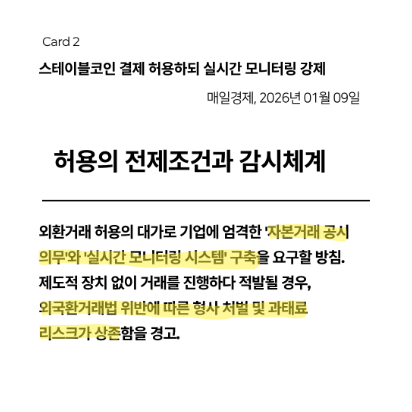 Card 2
스테이블코인 결제 허용하되 실시간 모니터링 강제
매일경제, 2026년 01월 09일
허용의 전제조건과 감시체계
외환거래 허용의 대가로 기업에 엄격한 '자본거래 공시
의무'와 '실시간 모니터링 시스템' 구축을 요구할 방침.
제도적 장치 없이 거래를 진행하다 적발될 경우,
외국환거래법 위반에 따른 형사 처벌 및 과태료
리스크가 상존함을 경고.